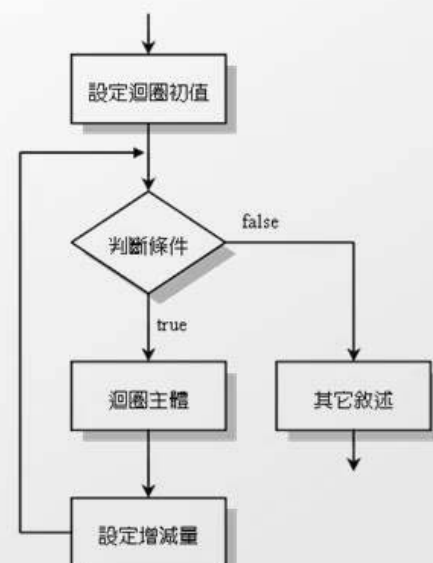 設定迴圈初值
判斷條件
false
true
迴圈主體
其它敘述
設定增減量